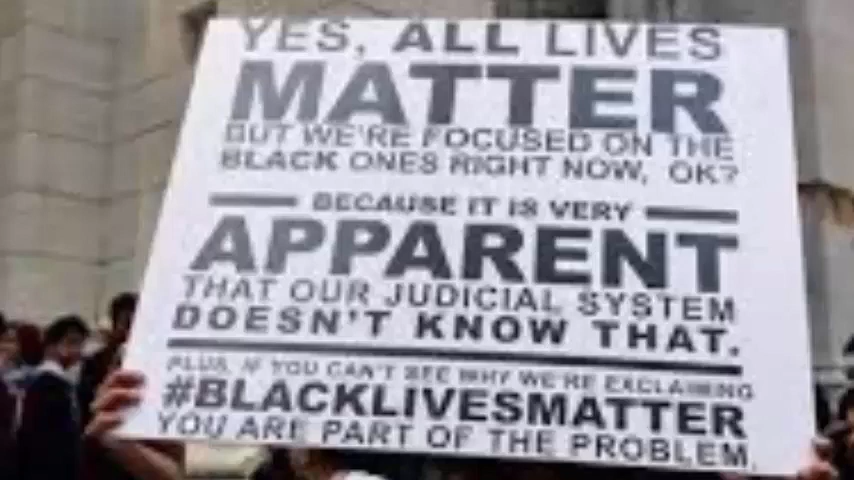 YES, ALL LIVES
MATTER
BUT WE'RE FOCUSED ON THE
BLACK ONES RIGHT NOW, OK?
BECAUSE IT IS VERY
APPARENT
THAT OUR JUDICIAL SYSTEM
DOESN'T KNOW THAT.
PLUS, IF YOU CAN'T SEE WHY WE'RE EXCLAIMING
#BLACKLIVESMATTER
YOU ARE PART OF THE PROBLEM.